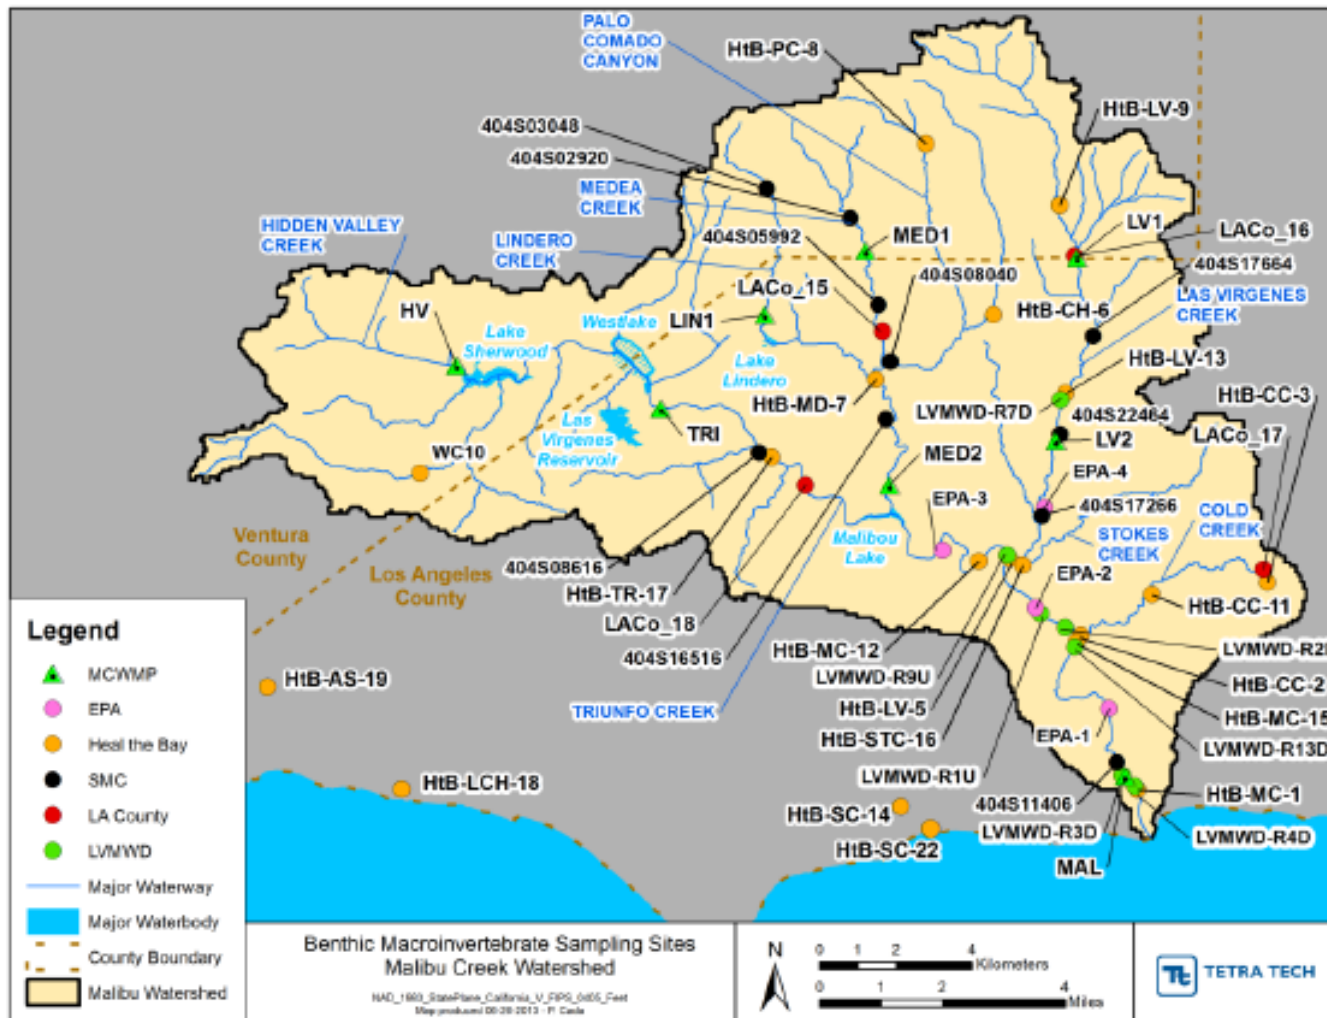 PALO
COMADO
CANYON
HtB-PC-8
HtB-LV-9
404S03048
404S02920
MEDEA
CREEK
HIDDEN VALLEY
CREEK
LINDERO
CREEK
404S05992
MED1
LV1
LACo_16
404S17664
404S08040
LACo_15
HtB-CH-6
LAS VIRGENES
CREEK
HV
Lake
Sherwood
Westlake
LIN1
Lake
Lindero
HtB-LV-13
HtB-CC-3
HtB-MD-7
LVMWD-R7D
404S22464
LACo_17
Las
Virgenes
Reservoir
TRI
LV2
WC10
MED2
EPA-4
EPA-3
404S17266
COLD
CREEK
STOKES
CREEK
Malibou
Lake
Ventura
County
Los Angeles
County
404S08616
HtB-TR-17
LACo_18
404S16516
EPA-2
HtB-CC-11
HtB-MC-12
LVMWD-R9U
HtB-LV-5
HtB-STC-16
LVMWD-R1U
TRIUNFO CREEK
LVMWD-R2
HtB-CC-2
HtB-MC-15
LVMWD-R13D
EPA-1
404S11406
LVMWD-R3D
MAL
HtB-MC-1
LVMWD-R4D
HtB-AS-19
HtB-LCH-18
HtB-SC-14
HtB-SC-22
Legend
MCWMP
EPA
Heal the Bay
SMC
LA County
LVMWD
Major Waterway
Major Waterbody
County Boundary
Malibu Watershed
Benthic Macroinvertebrate Sampling Sites
Malibu Creek Watershed
NAD_1983_StatePlane_California_V_FIPS_0405_Feet
Map produced 06-28-2013 - P. Cada
N
0 1 2 4
Kilometers
0 1 2 4
Miles
Tt
TETRA TECH